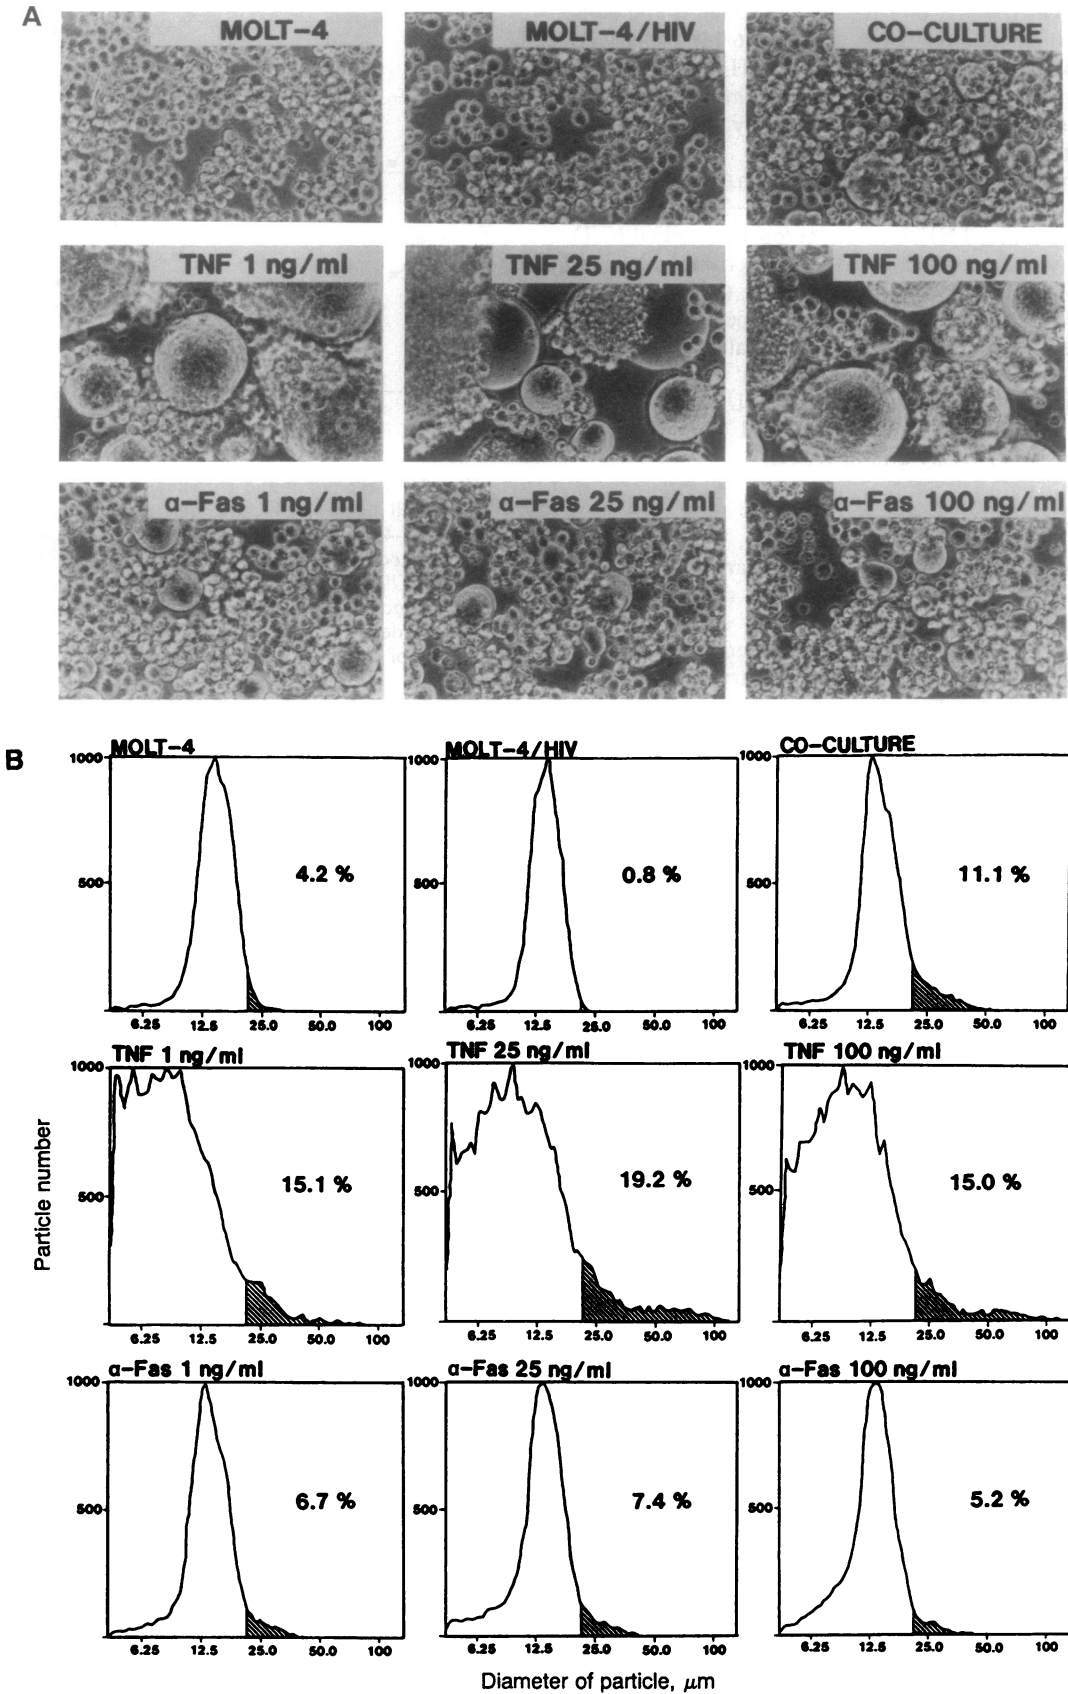 A
MOLT-4
MOLT-4/HIV
CO-CULTURE
TNF 1 ng/ml
TNF 25 ng/ml
TNF 100 ng/ml
α-Fas 1 ng/ml
α-Fas 25 ng/ml
α-Fas 100 ng/ml
B
MOLT-4
MOLT-4/HIV
CO-CULTURE
1000
1000
1000
4.2 %
0.8 %
11.1 %
500
500
500
6.25 12.5 25.0 50.0 100
6.25 12.5 25.0 50.0 100
6.25 12.5 25.0 50.0 100
TNF 1 ng/ml
TNF 25 ng/ml
TNF 100 ng/ml
1000
1000
1000
Particle number
15.1 %
19.2 %
15.0 %
500
500
500
6.25 12.5 25.0 50.0 100
6.25 12.5 25.0 50.0 100
6.25 12.5 25.0 50.0 100
α-Fas 1 ng/ml
α-Fas 25 ng/ml
α-Fas 100 ng/ml
1000
1000
1000
6.7 %
7.4 %
5.2 %
500
500
500
6.25 12.5 25.0 50.0 100
6.25 12.5 25.0 50.0 100
6.25 12.5 25.0 50.0 100
Diameter of particle, μm